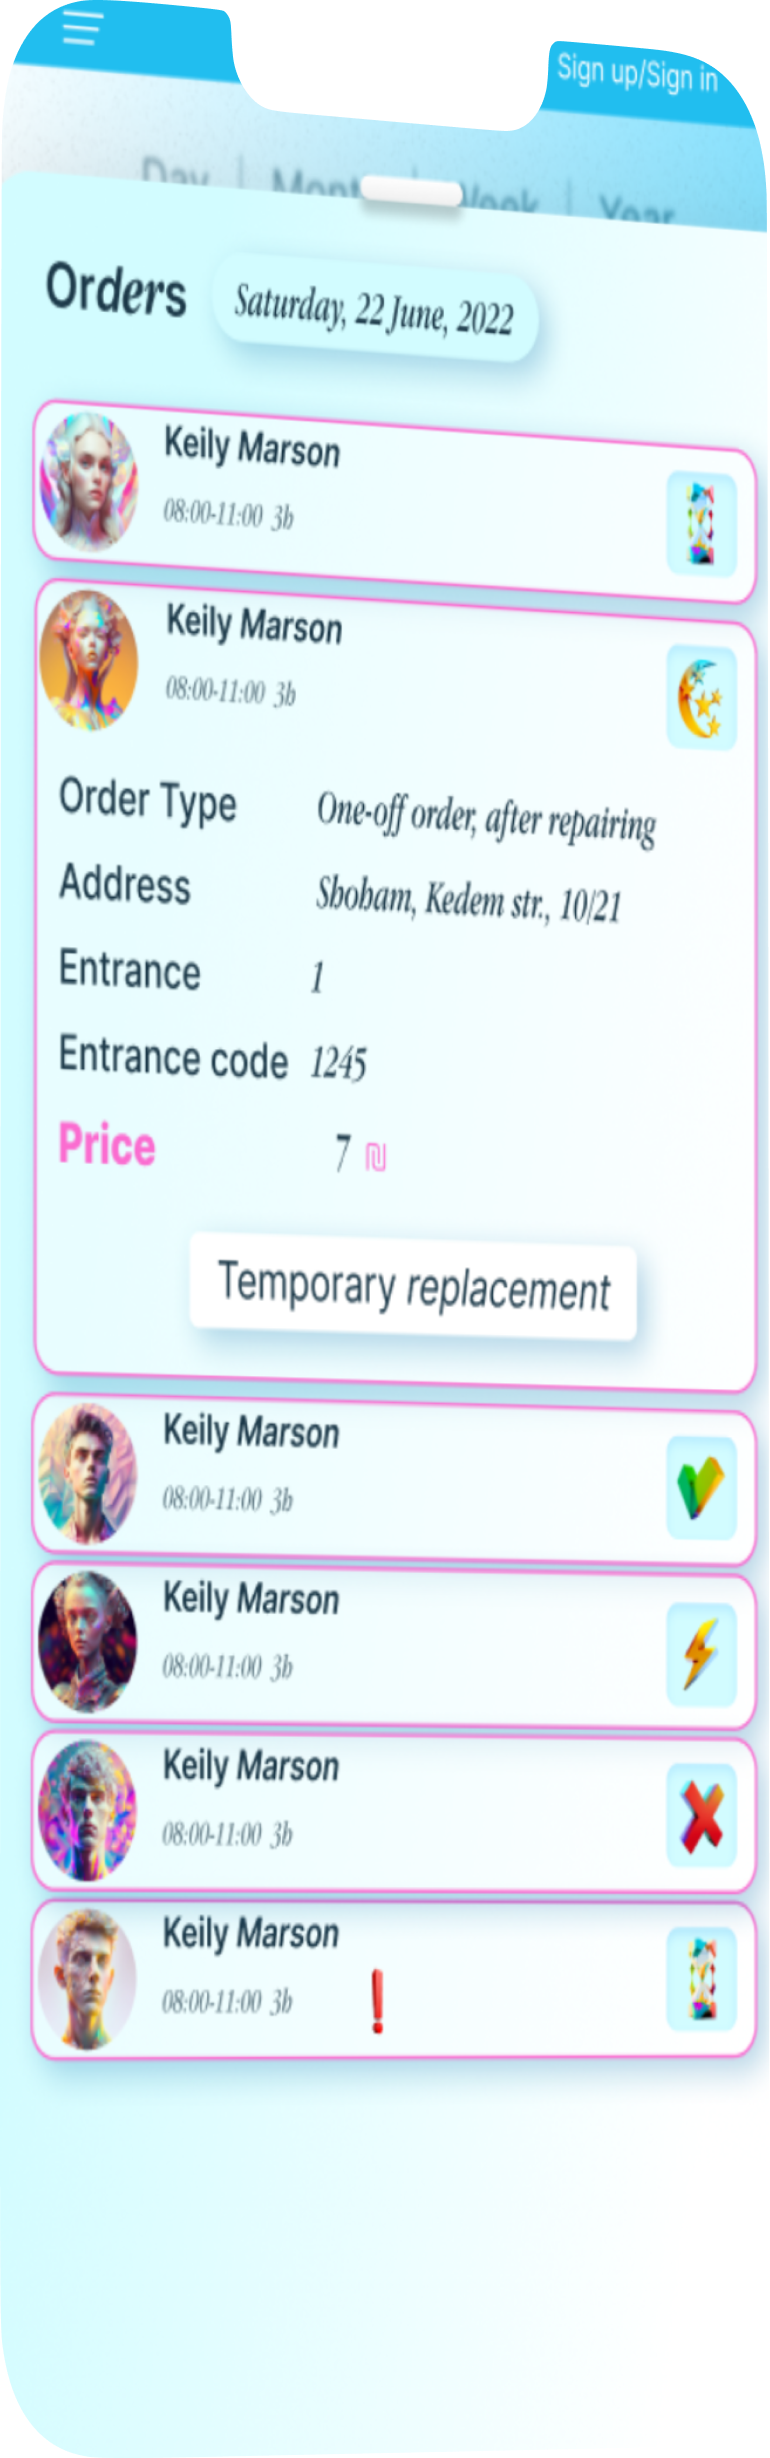 Sign up/Sign in
Day | Month | Week | Year
Orders Saturday, 22 June, 2022
Keily Marson
08:00-11:00 3h
Keily Marson
08:00-11:00 3h
Order Type One-off order, after repairing
Address Shoham, Kedem str., 10/21
Entrance 1
Entrance code 1245
Price 7 ₪
Temporary replacement
Keily Marson
08:00-11:00 3h
Keily Marson
08:00-11:00 3h
Keily Marson
08:00-11:00 3h
Keily Marson
08:00-11:00 3h